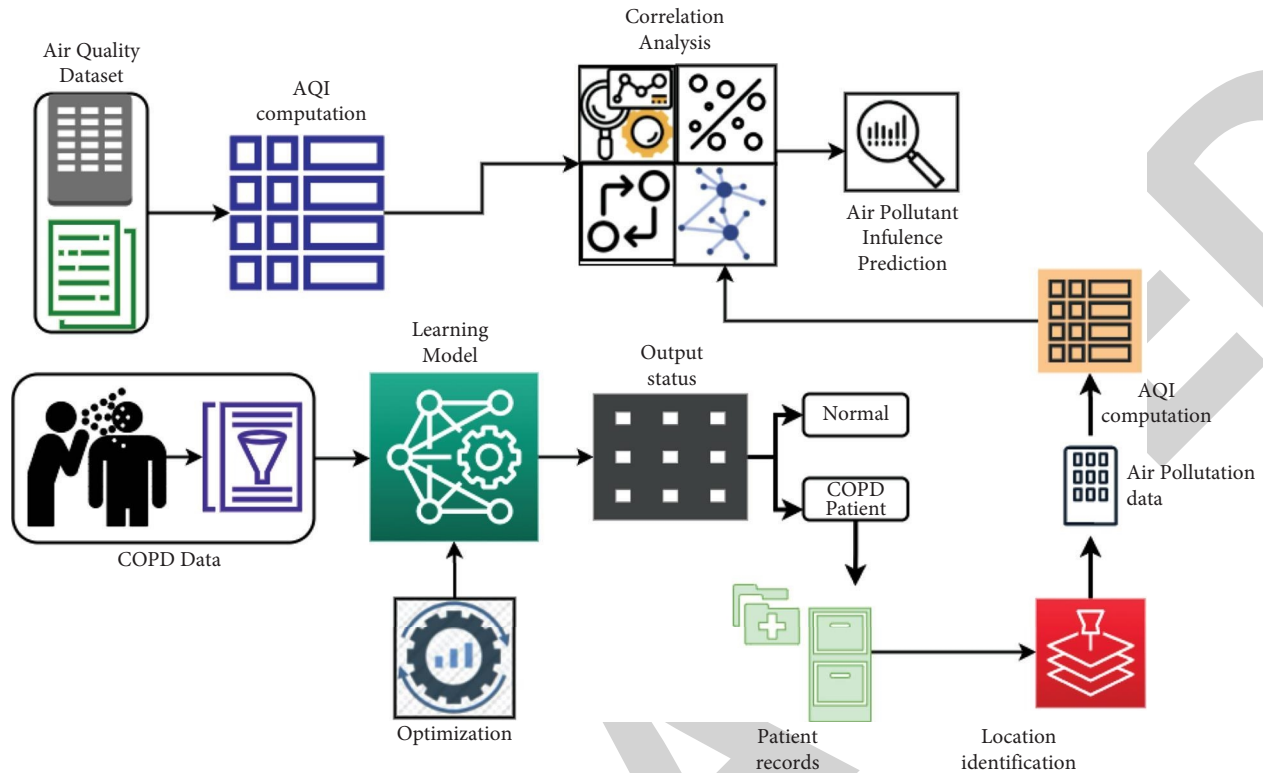 Air Quality
Dataset
AQI
computation
Correlation
Analysis
Air Pollutant
Infulence
Prediction
Learning
Model
Output
status
Normal
COPD
Patient
AQI
computation
Air Pollutation
data
COPD Data
Optimization
Patient
records
Location
identification